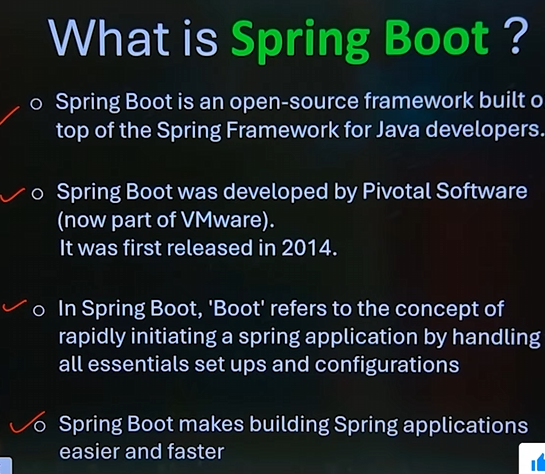 What is Spring Boot ?
Spring Boot is an open-source framework built o
top of the Spring Framework for Java developers.
Spring Boot was developed by Pivotal Software
(now part of VMware).
It was first released in 2014.
In Spring Boot, 'Boot' refers to the concept of
rapidly initiating a spring application by handling
all essentials set ups and configurations
Spring Boot makes building Spring applications
easier and faster